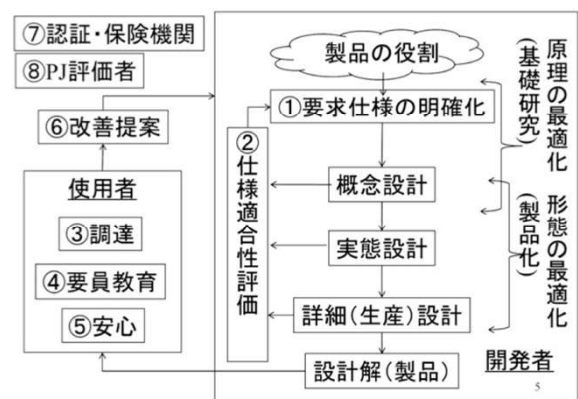 ⑦認証・保険機関
⑧PJ評価者
⑥改善提案
使用者
③調達
④要員教育
⑤安心
製品の役割
①要求仕様の明確化
②仕様適合性評価
概念設計
実態設計
詳細(生産)設計
設計解(製品)
原理の最適化
(基礎研究)
形態の最適化
(製品化)
開発者
5